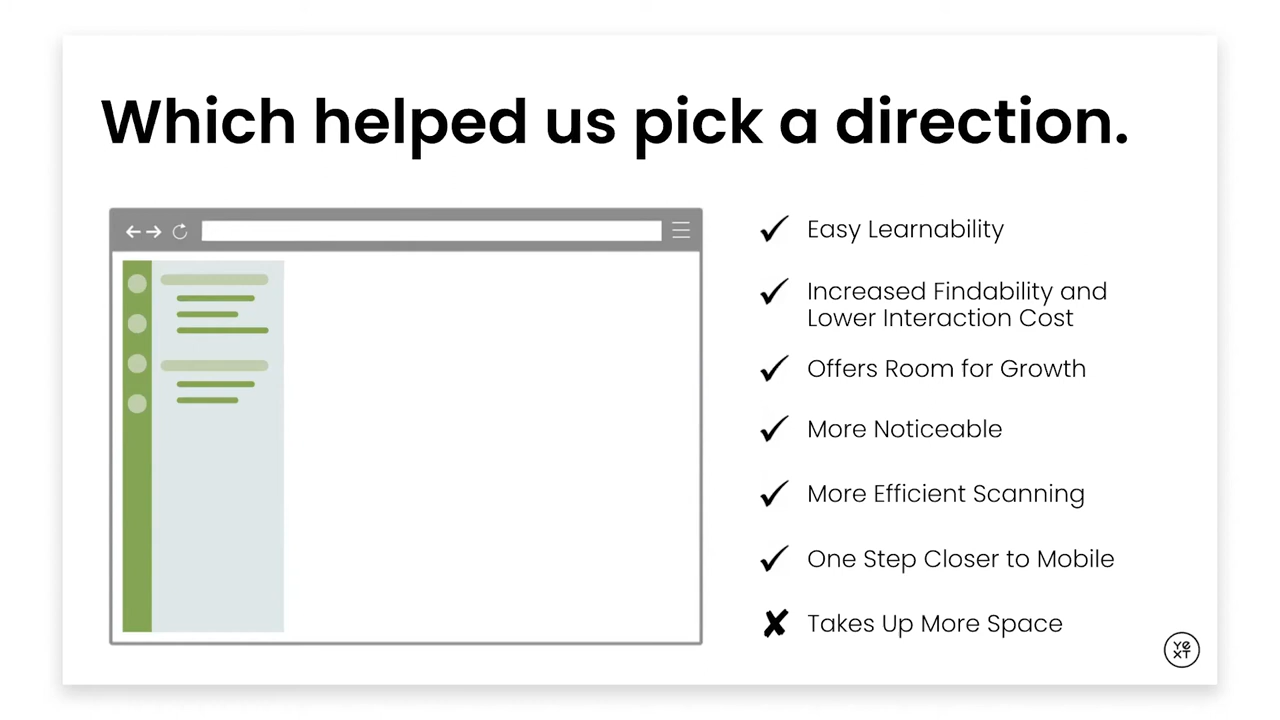 Which helped us pick a direction.
Easy Learnability
Increased Findability and
Lower Interaction Cost
Offers Room for Growth
More Noticeable
More Efficient Scanning
One Step Closer to Mobile
Takes Up More Space
yext